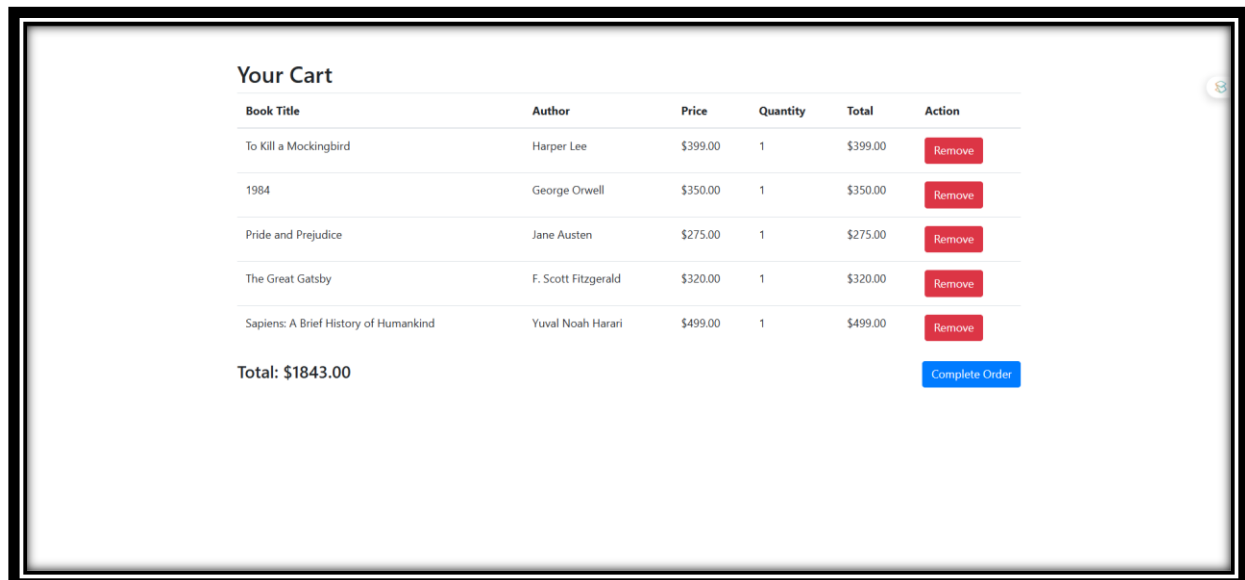 Your Cart
Book Title Author Price Quantity Total Action
To Kill a Mockingbird Harper Lee $399.00 1 $399.00 Remove
1984 George Orwell $350.00 1 $350.00 Remove
Pride and Prejudice Jane Austen $275.00 1 $275.00 Remove
The Great Gatsby F. Scott Fitzgerald $320.00 1 $320.00 Remove
Sapiens: A Brief History of Humankind Yuval Noah Harari $499.00 1 $499.00 Remove
Total: $1843.00 Complete Order